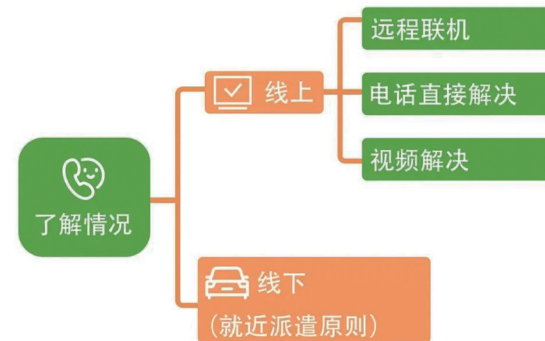 了解情况
线上
远程联机
电话直接解决
视频解决
线下
(就近派遣原则)